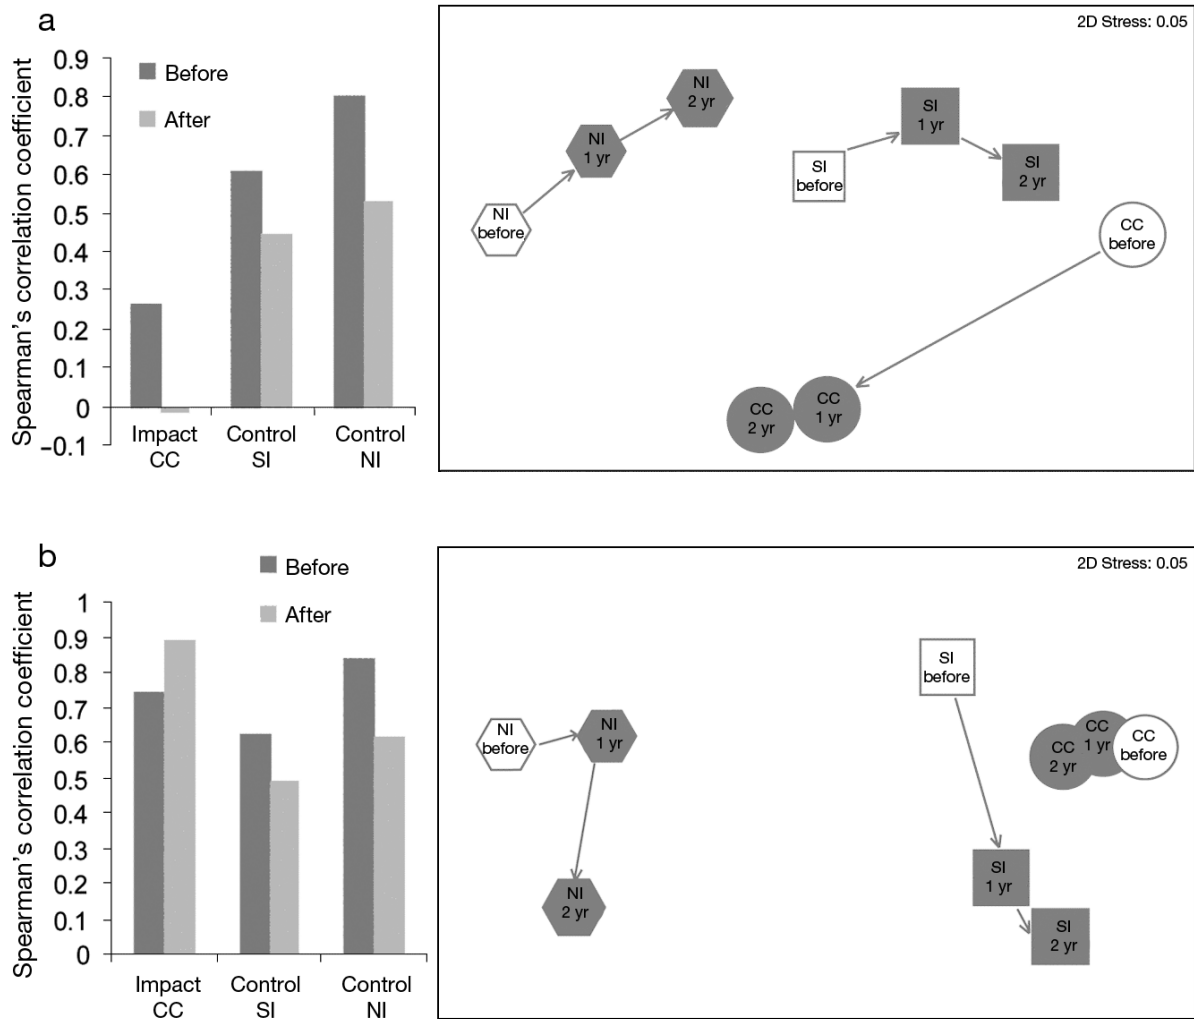 a
Spearman's correlation coefficient
0.9
0.8
0.7
0.6
0.5
0.4
0.3
0.2
0.1
0
−0.1
Before
After
Impact
CC
Control
SI
Control
NI
2D Stress: 0.05
NI
2 yr
NI
1 yr
NI
before
SI
1 yr
SI
before
SI
2 yr
CC
before
CC
2 yr
CC
1 yr
b
Spearman's correlation coefficient
1
0.9
0.8
0.7
0.6
0.5
0.4
0.3
0.2
0.1
0
Before
After
Impact
CC
Control
SI
Control
NI
2D Stress: 0.05
NI
before
NI
1 yr
NI
2 yr
SI
before
CC
2 yr
CC
1 yr
CC
before
SI
1 yr
SI
2 yr